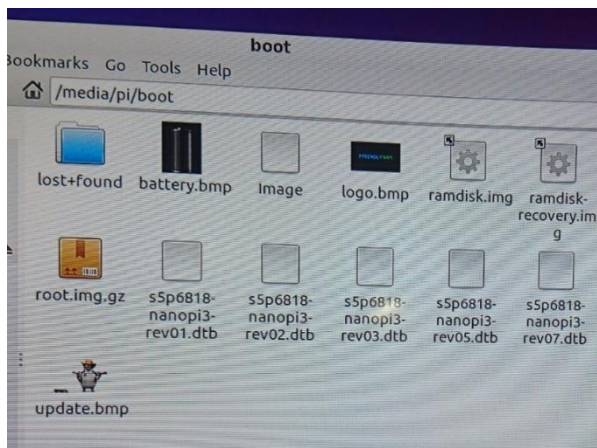 boot
Bookmarks Go Tools Help
/media/pi/boot
lost+found battery.bmp Image logo.bmp ramdisk.img ramdisk-
recovery.im
g
root.img.gz s5p6818- s5p6818- s5p6818- s5p6818- s5p6818-
nanopi3- nanopi3- nanopi3- nanopi3- nanopi3-
rev01.dtb rev02.dtb rev03.dtb rev05.dtb rev07.dtb
update.bmp